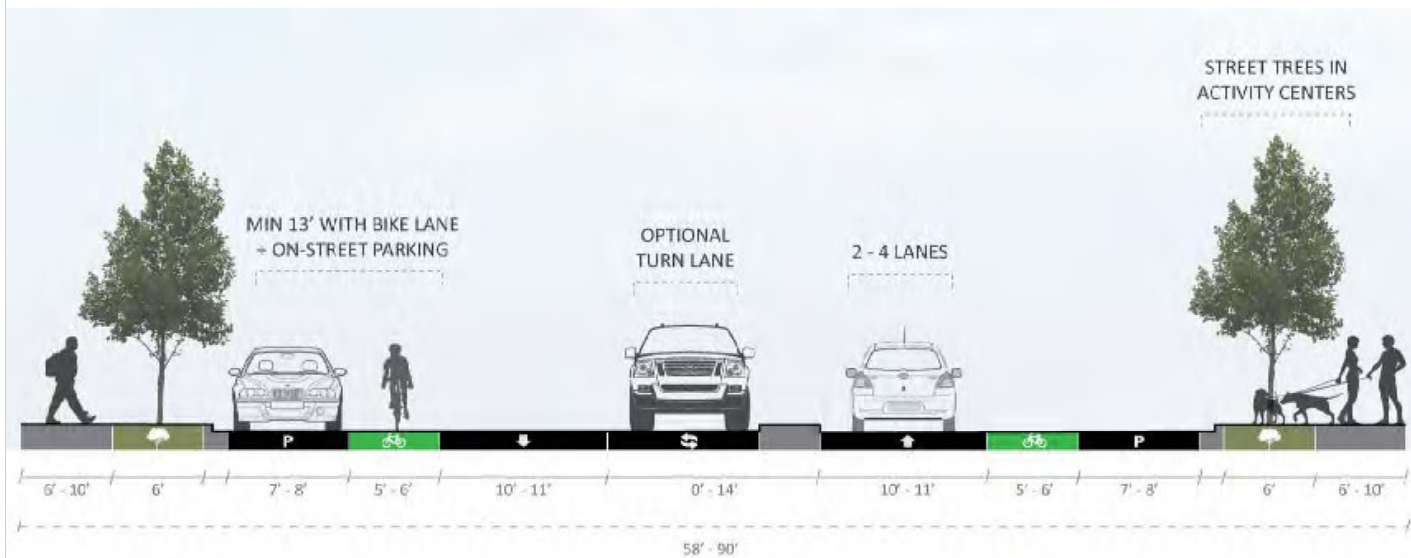 STREET TREES IN
ACTIVITY CENTERS
MIN 13' WITH BIKE LANE
+ ON-STREET PARKING
OPTIONAL
TURN LANE
2 - 4 LANES
P
P
6' - 10'
6'
7' - 8'
5' - 6'
10' - 11'
0' - 14'
10' - 11'
5' - 6'
7' - 8'
6'
6' - 10'
58' - 90'